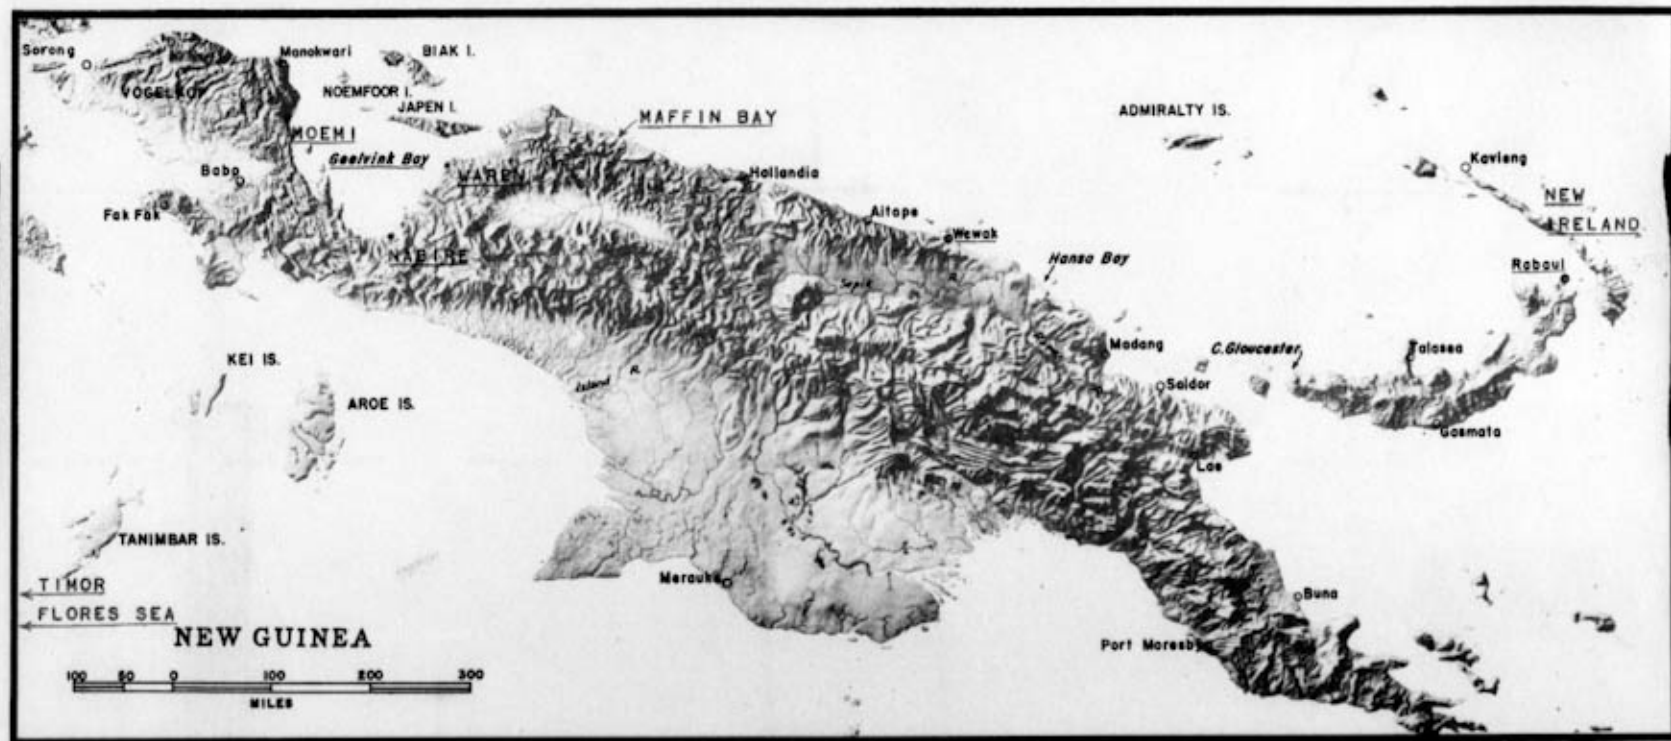 Sorong
Manokwari
BIAK I.
VOGELKOP
NOEMFOOR I.
JAPEN I.
MAFFIN BAY
ADMIRALTY IS.
MOEMI
Geelvink Bay
Kavieng
Babo
WAREN
Hollandia
NEW
IRELAND
Fak Fak
Aitape
Wewak
NABIRE
Hansa Bay
Rabaul
Sepik
R.
KEI IS.
Madang
C.Gloucester
Talasea
Island R.
Saidor
AROE IS.
Gasmata
Lae
TANIMBAR IS.
TIMOR
Merauke
Buna
FLORES SEA
NEW GUINEA
Port Moresby
100 50 0 100 200 300
MILES